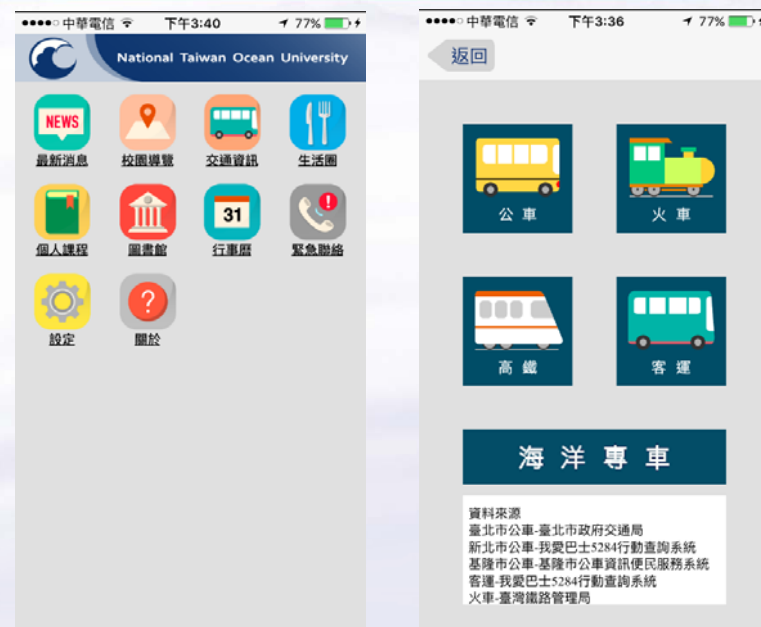 中華電信 下午3:40 77%
National Taiwan Ocean University
NEWS
最新消息 校園導覽 交通資訊 生活圈
31
個人課程 圖書館 行事曆 緊急聯絡
設定 關於
中華電信 下午3:36 77%
返回
公車 火車
高鐵 客運
海洋專車
資料來源
臺北市公車-臺北市政府交通局
新北市公車-我愛巴士5284行動查詢系統
基隆市公車-基隆市公車資訊便民服務系統
客運-我愛巴士5284行動查詢系統
火車-臺灣鐵路管理局